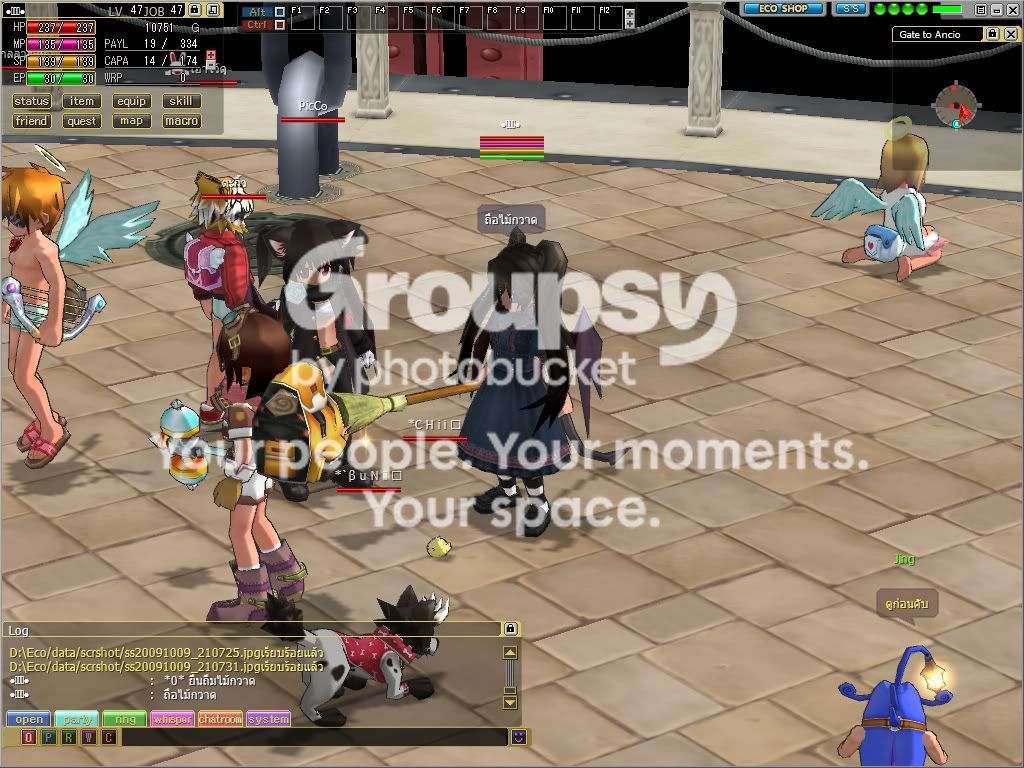 LV 47 JOB 47
Alt
F1 F2 F3 F4 F5 F6 F7 F8 F9 F10 F11 F12
ECO SHOP
S S
Ctrl
HP 237/ 237
10751 G
Gate to Ancio
MP 135/ 135 PAYL 19 / 334
SP 139/ 139 CAPA 14 / 174
EP 30/ 30 WRP 0
status item equip skill
friend quest map macro
PicCo
ถือไม้กวาด
Groupsy
by photobucket
*CHii□
Your people. Your moments.
Your space.
Jing
ดูก่อนคับ
Log
D:\Eco/data/scrshot/ss20091009_210725.jpgเรียบร้อยแล้ว
D:\Eco/data/scrshot/ss20091009_210731.jpgเรียบร้อยแล้ว
: *0* ยืนถืมไม้กวาด
: ถือไม้กวาด
open party ring whisper chatroom system
O P R W C